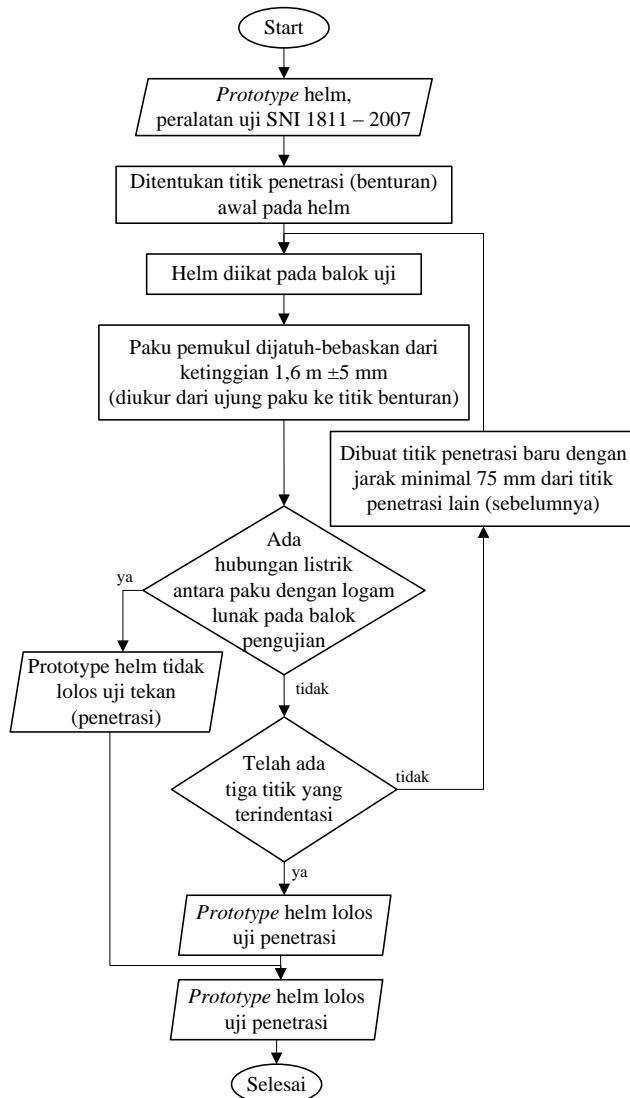 Start
Prototype helm,
peralatan uji SNI 1811 – 2007
Ditentukan titik penetrasi (benturan)
awal pada helm
Helm diikat pada balok uji
Paku pemukul dijatuh-bebaskan dari
ketinggian 1,6 m ±5 mm
(diukur dari ujung paku ke titik benturan)
Dibuat titik penetrasi baru dengan
jarak minimal 75 mm dari titik
penetrasi lain (sebelumnya)
Ada
hubungan listrik
antara paku dengan logam
lunak pada balok
pengujian
ya
Prototype helm tidak
lolos uji tekan
(penetrasi)
tidak
Telah ada
tiga titik yang
terindentasi
tidak
ya
Prototype helm lolos
uji penetrasi
Prototype helm lolos
uji penetrasi
Selesai